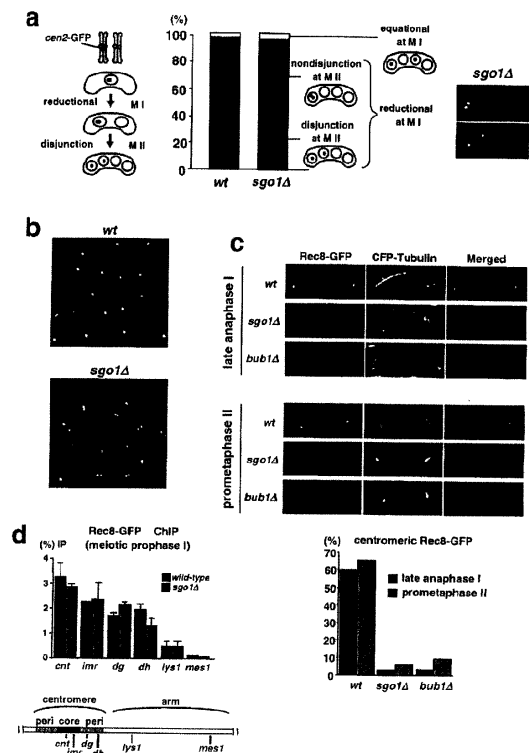 a
cen2-GFP
reductional
M I
disjunction
M II
(%)
100
80
60
40
20
0
wt
sgo1Δ
equational
at M I
nondisjunction
at M II
reductional
at M I
disjunction
at M II
sgo1Δ
b
wt
sgo1Δ
c
Rec8-GFP CFP-Tubulin Merged
late anaphase I
wt
sgo1Δ
bub1Δ
prometaphase II
wt
sgo1Δ
bub1Δ
d
Rec8-GFP ChIP
(%) IP (meiotic prophase I)
4
3
2
1
0
wild-type
sgo1Δ
cnt imr dg dh lys1 mes1
centromere arm
peri core peri
cnt dg
imr dh
lys1 mes1
[%] centromeric Rec8-GFP
80
70
60
50
40
30
20
10
0
late anaphase I
prometaphase II
wt sgo1Δ bub1Δ